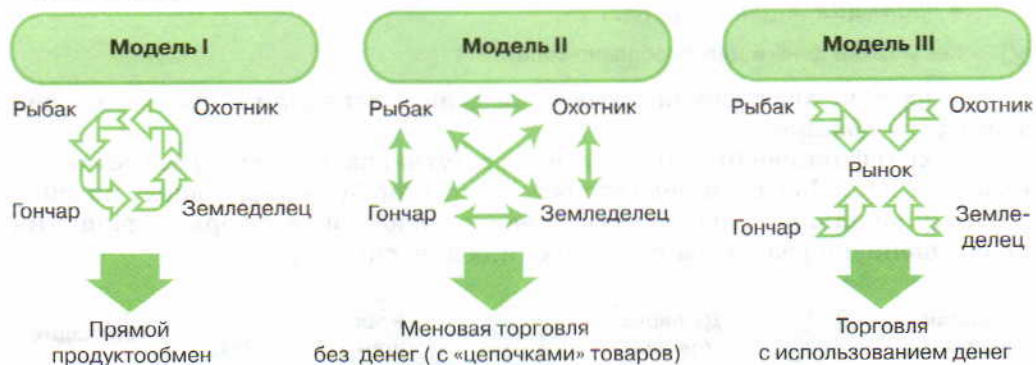 Модель I
Модель II
Модель III
Рыбак Охотник
Гончар Земледелец
Прямой
продуктообмен
Рыбак Охотник
Гончар Земледелец
Меновая торговля
без денег ( с «цепочками» товаров)
Рыбак Охотник
Рынок
Гончар Земле-
делец
Торговля
с использованием денег